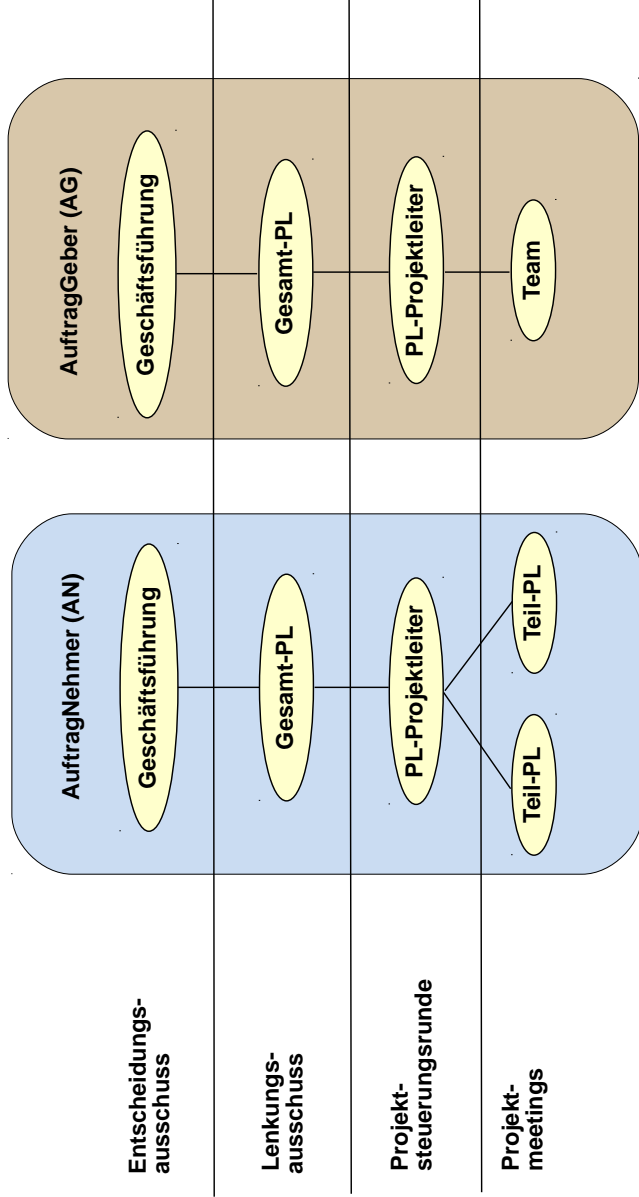 AuftragNehmer (AN)
AuftragGeber (AG)
Entscheidungs-
ausschuss
Geschäftsführung
Geschäftsführung
Lenkungs-
ausschuss
Gesamt-PL
Gesamt-PL
Projekt-
steuerungsrunde
PL-Projektleiter
PL-Projektleiter
Projekt-
meetings
Teil-PL
Teil-PL
Team